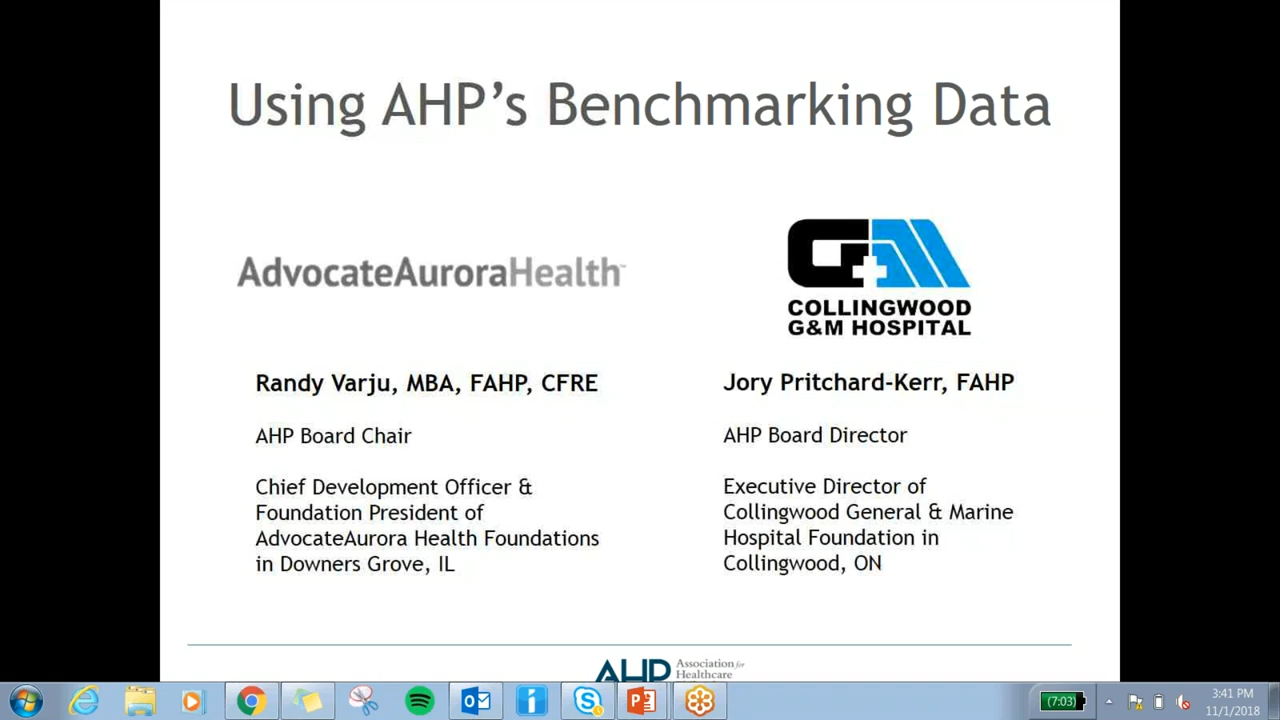 Using AHP’s Benchmarking Data
AdvocateAuroraHealth™
COLLINGWOOD
G&M HOSPITAL
Randy Varju, MBA, FAHP, CFRE
AHP Board Chair
Chief Development Officer &
Foundation President of
AdvocateAurora Health Foundations
in Downers Grove, IL
Jory Pritchard-Kerr, FAHP
AHP Board Director
Executive Director of
Collingwood General & Marine
Hospital Foundation in
Collingwood, ON
AHP
Association for
Healthcare
(7:03)
3:41 PM
11/1/2018